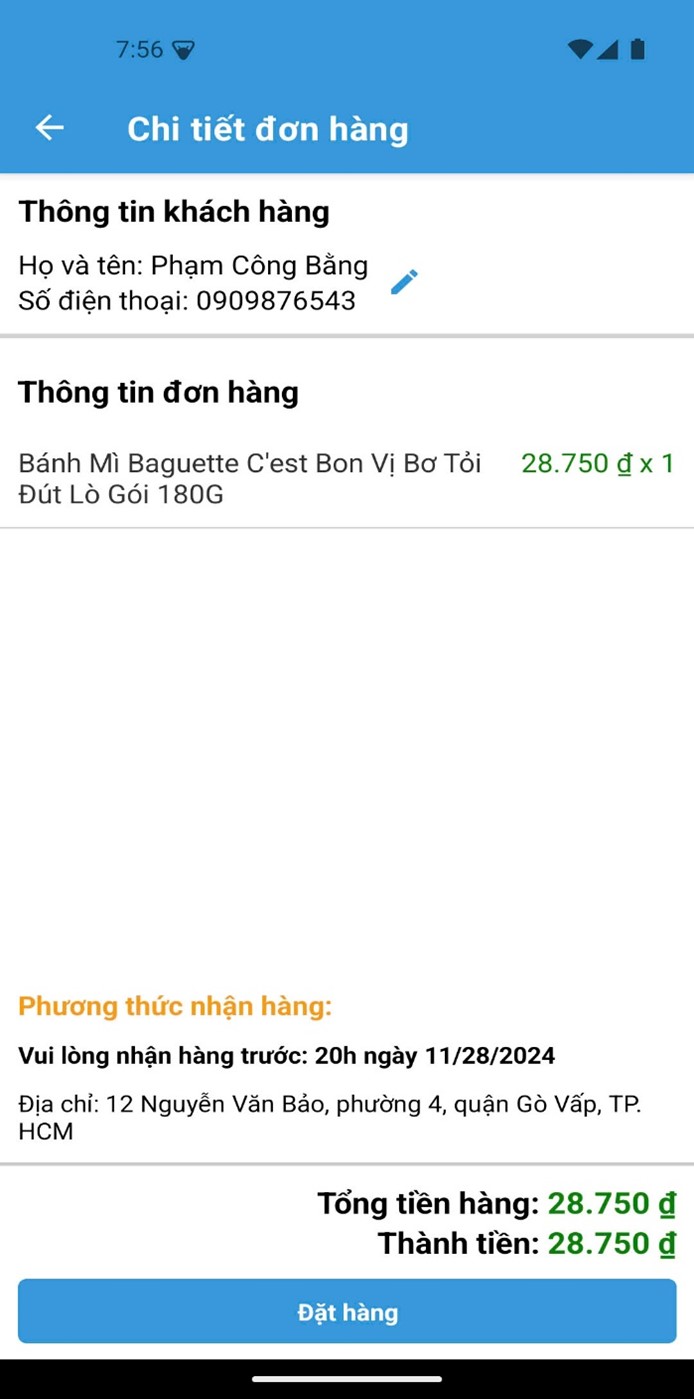 7:56
Chi tiết đơn hàng
Thông tin khách hàng
Họ và tên: Phạm Công Bằng
Số điện thoại: 0909876543
Thông tin đơn hàng
Bánh Mì Baguette C'est Bon Vị Bơ Tỏi 28.750 ₫ x 1
Đút Lò Gói 180G
Phương thức nhận hàng:
Vui lòng nhận hàng trước: 20h ngày 11/28/2024
Địa chỉ: 12 Nguyễn Văn Bảo, phường 4, quận Gò Vấp, TP.
HCM
Tổng tiền hàng: 28.750 ₫
Thành tiền: 28.750 ₫
Đặt hàng